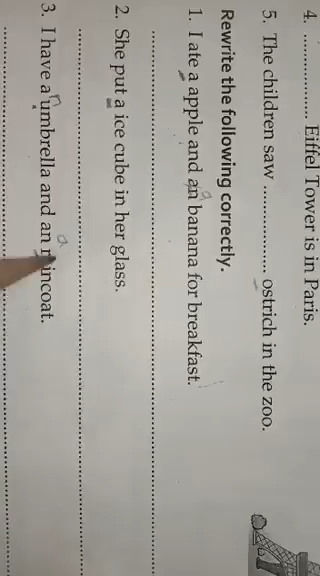 4. .................. Eiffel Tower is in Paris.
5. The children saw .................. ostrich in the zoo.
Rewrite the following correctly.
1. I ate a apple and an banana for breakfast.
2. She put a ice cube in her glass.
3. I have a umbrella and an raincoat.